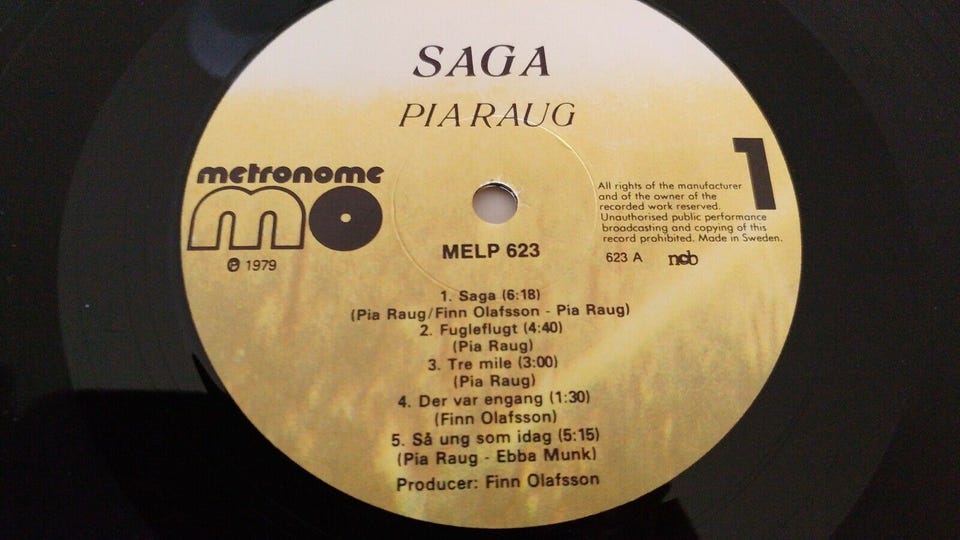 SAGA
PIA RAUG
metronome
mo
℗ 1979
1
All rights of the manufacturer
and of the owner of the
recorded work reserved.
Unauthorised public performance
broadcasting and copying of this
record prohibited. Made in Sweden.
623 A ncb
MELP 623
1. Saga (6:18)
(Pia Raug/Finn Olafsson - Pia Raug)
2. Fugleflugt (4:40)
(Pia Raug)
3. Tre mile (3:00)
(Pia Raug)
4. Der var engang (1:30)
(Finn Olafsson)
5. Så ung som idag (5:15)
(Pia Raug - Ebba Munk)
Producer: Finn Olafsson